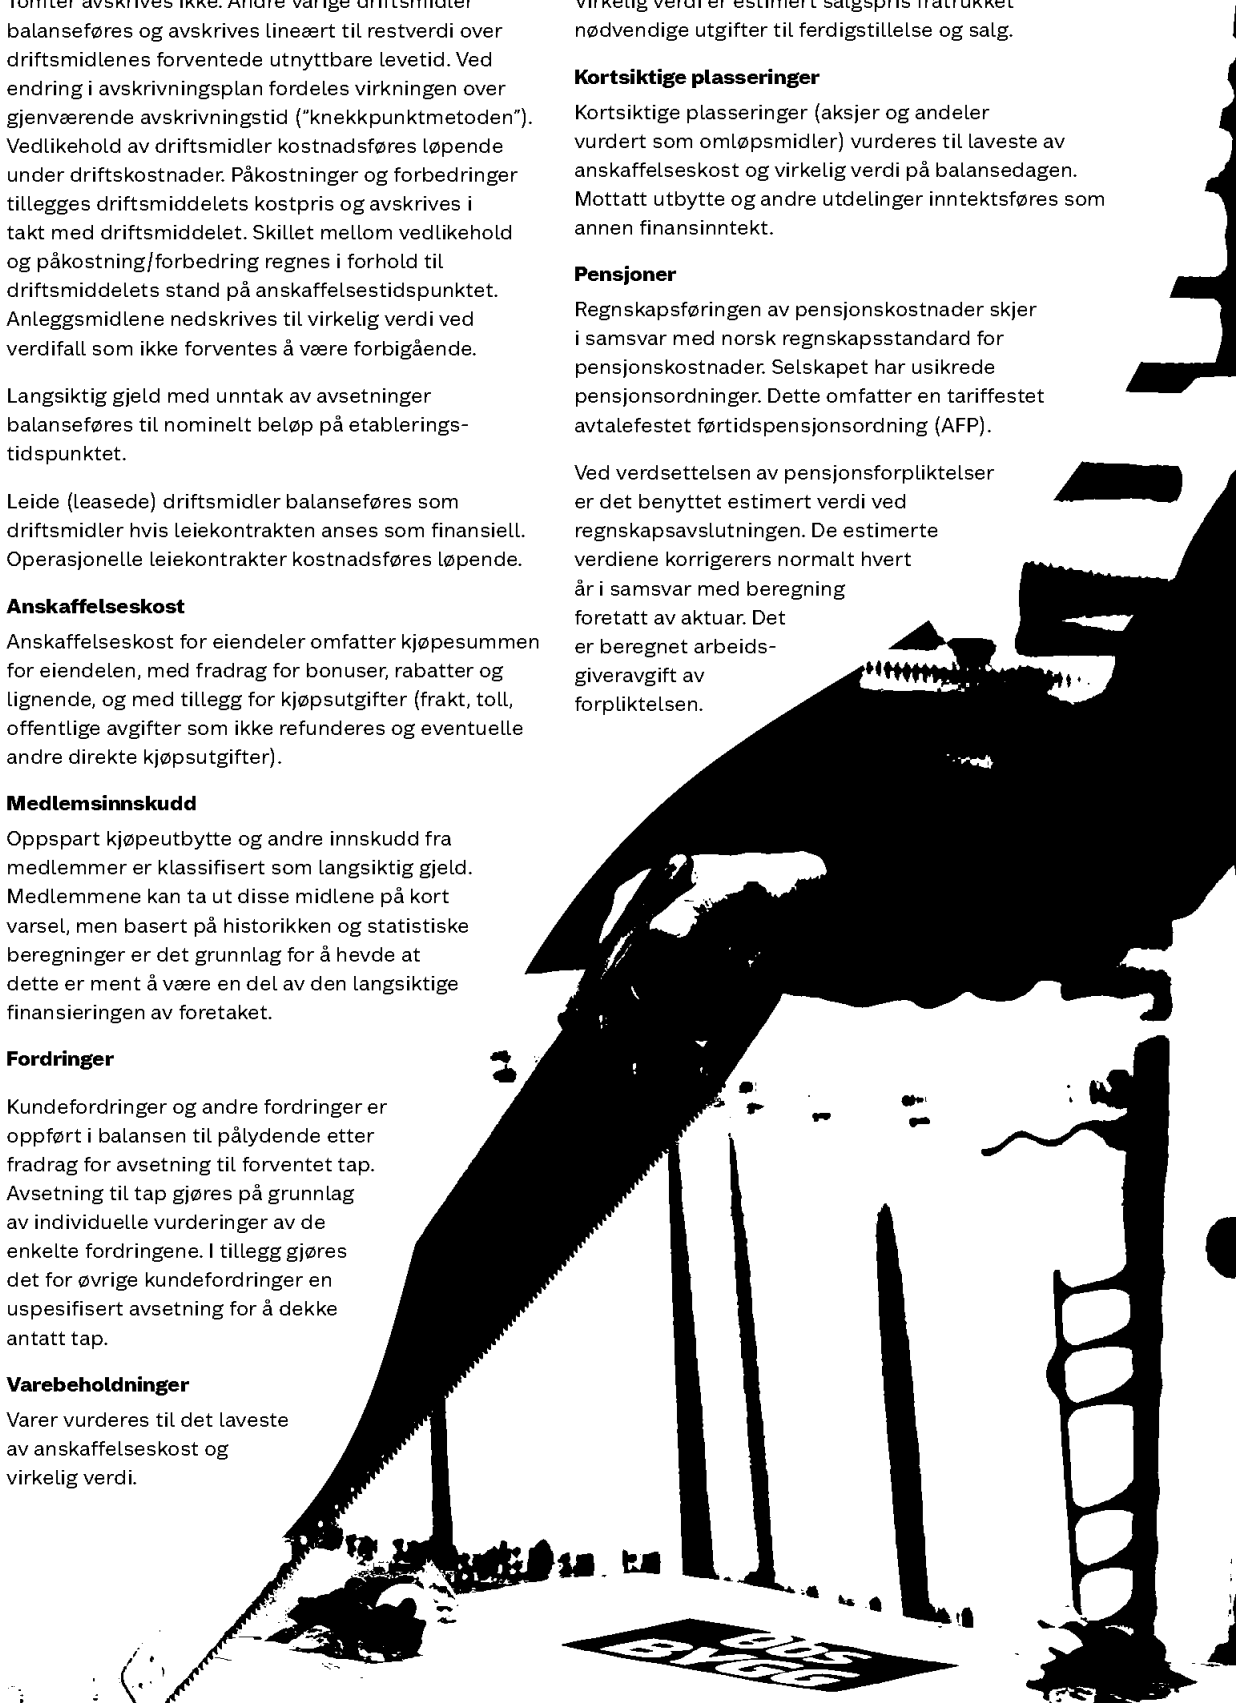 Tomter avskrives ikke. Andre varige driftsmidler
balanseføres og avskrives lineært til restverdi over
driftsmidlenes forventede utnyttbare levetid. Ved
endring i avskrivningsplan fordeles virkningen over
gjenværende avskrivningstid (”knekkpunktmetoden”).
Vedlikehold av driftsmidler kostnadsføres løpende
under driftskostnader. Påkostninger og forbedringer
tillegges driftsmiddelets kostpris og avskrives i
takt med driftsmiddelet. Skillet mellom vedlikehold
og påkostning/forbedring regnes i forhold til
driftsmiddelets stand på anskaffelsestidspunktet.
Anleggsmidlene nedskrives til virkelig verdi ved
verdifall som ikke forventes å være forbigående.
Langsiktig gjeld med unntak av avsetninger
balanseføres til nominelt beløp på etablerings-
tidspunktet.
Leide (leasede) driftsmidler balanseføres som
driftsmidler hvis leiekontrakten anses som finansiell.
Operasjonelle leiekontrakter kostnadsføres løpende.
Anskaffelseskost
Anskaffelseskost for eiendeler omfatter kjøpesummen
for eiendelen, med fradrag for bonuser, rabatter og
lignende, og med tillegg for kjøpsutgifter (frakt, toll,
offentlige avgifter som ikke refunderes og eventuelle
andre direkte kjøpsutgifter).
Medlemsinnskudd
Oppspart kjøpeutbytte og andre innskudd fra
medlemmer er klassifisert som langsiktig gjeld.
Medlemmene kan ta ut disse midlene på kort
varsel, men basert på historikken og statistiske
beregninger er det grunnlag for å hevde at
dette er ment å være en del av den langsiktige
finansieringen av foretaket.
Fordringer
Kundefordringer og andre fordringer er
oppført i balansen til pålydende etter
fradrag for avsetning til forventet tap.
Avsetning til tap gjøres på grunnlag
av individuelle vurderinger av de
enkelte fordringene. I tillegg gjøres
det for øvrige kundefordringer en
uspesifisert avsetning for å dekke
antatt tap.
Varebeholdninger
Varer vurderes til det laveste
av anskaffelseskost og
virkelig verdi.
Virkelig verdi er estimert salgspris fratrukket
nødvendige utgifter til ferdigstillelse og salg.
Kortsiktige plasseringer
Kortsiktige plasseringer (aksjer og andeler
vurdert som omløpsmidler) vurderes til laveste av
anskaffelseskost og virkelig verdi på balansedagen.
Mottatt utbytte og andre utdelinger inntektsføres som
annen finansinntekt.
Pensjoner
Regnskapsføringen av pensjonskostnader skjer
i samsvar med norsk regnskapsstandard for
pensjonskostnader. Selskapet har usikrede
pensjonsordninger. Dette omfatter en tariffestet
avtalefestet førtidspensjonsordning (AFP).
Ved verdsettelsen av pensjonsforpliktelser
er det benyttet estimert verdi ved
regnskapsavslutningen. De estimerte
verdiene korrigerers normalt hvert
år i samsvar med beregning
foretatt av aktuar. Det
er beregnet arbeids-
giveravgift av
forpliktelsen.
obs
BYGG